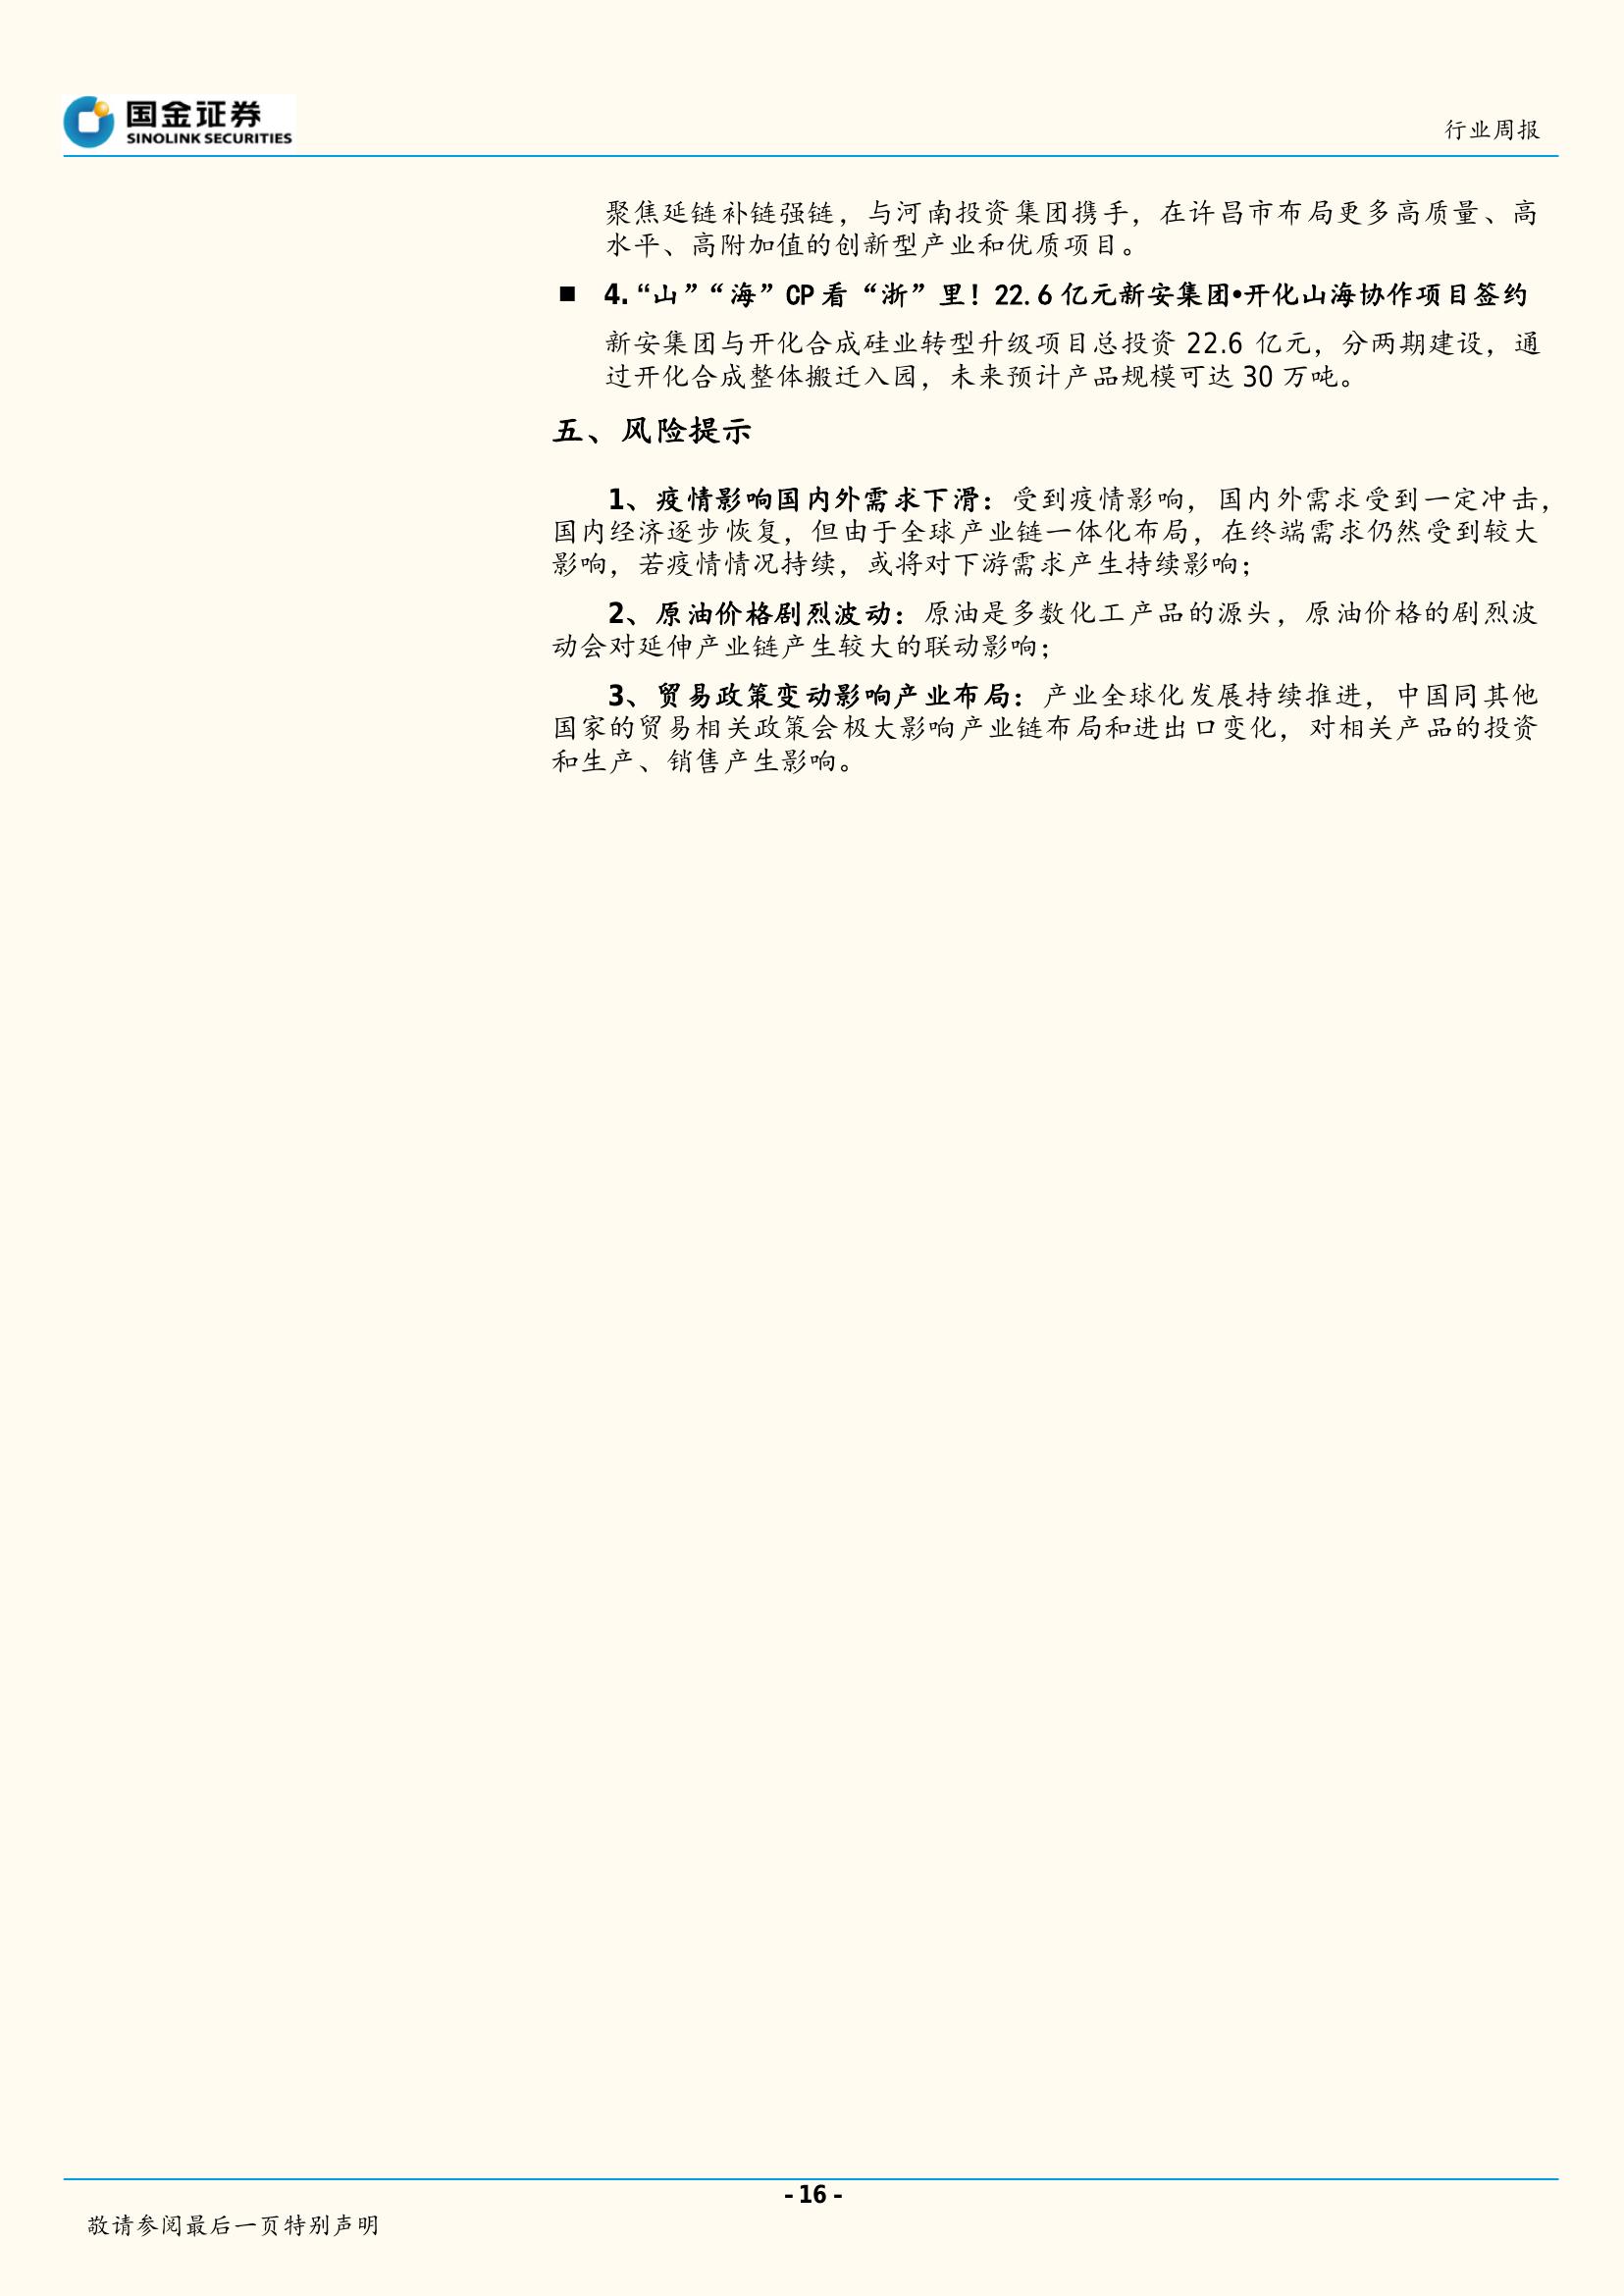 国金证券
SINOLINK SECURITIES
行业周报
聚焦延链补链强链，与河南投资集团携手，在许昌市布局更多高质量、高
水平、高附加值的创新型产业和优质项目。
■ 4.“山”“海”CP 看“浙”里！22.6 亿元新安集团•开化山海协作项目签约
新安集团与开化合成硅业转型升级项目总投资 22.6 亿元，分两期建设，通
过开化合成整体搬迁入园，未来预计产品规模可达 30 万吨。
五、风险提示
1、疫情影响国内外需求下滑：受到疫情影响，国内外需求受到一定冲击，
国内经济逐步恢复，但由于全球产业链一体化布局，在终端需求仍然受到较大
影响，若疫情情况持续，或将对下游需求产生持续影响；
2、原油价格剧烈波动：原油是多数化工产品的源头，原油价格的剧烈波
动会对延伸产业链产生较大的联动影响；
3、贸易政策变动影响产业布局：产业全球化发展持续推进，中国同其他
国家的贸易相关政策会极大影响产业链布局和进出口变化，对相关产品的投资
和生产、销售产生影响。
- 16 -
敬请参阅最后一页特别声明